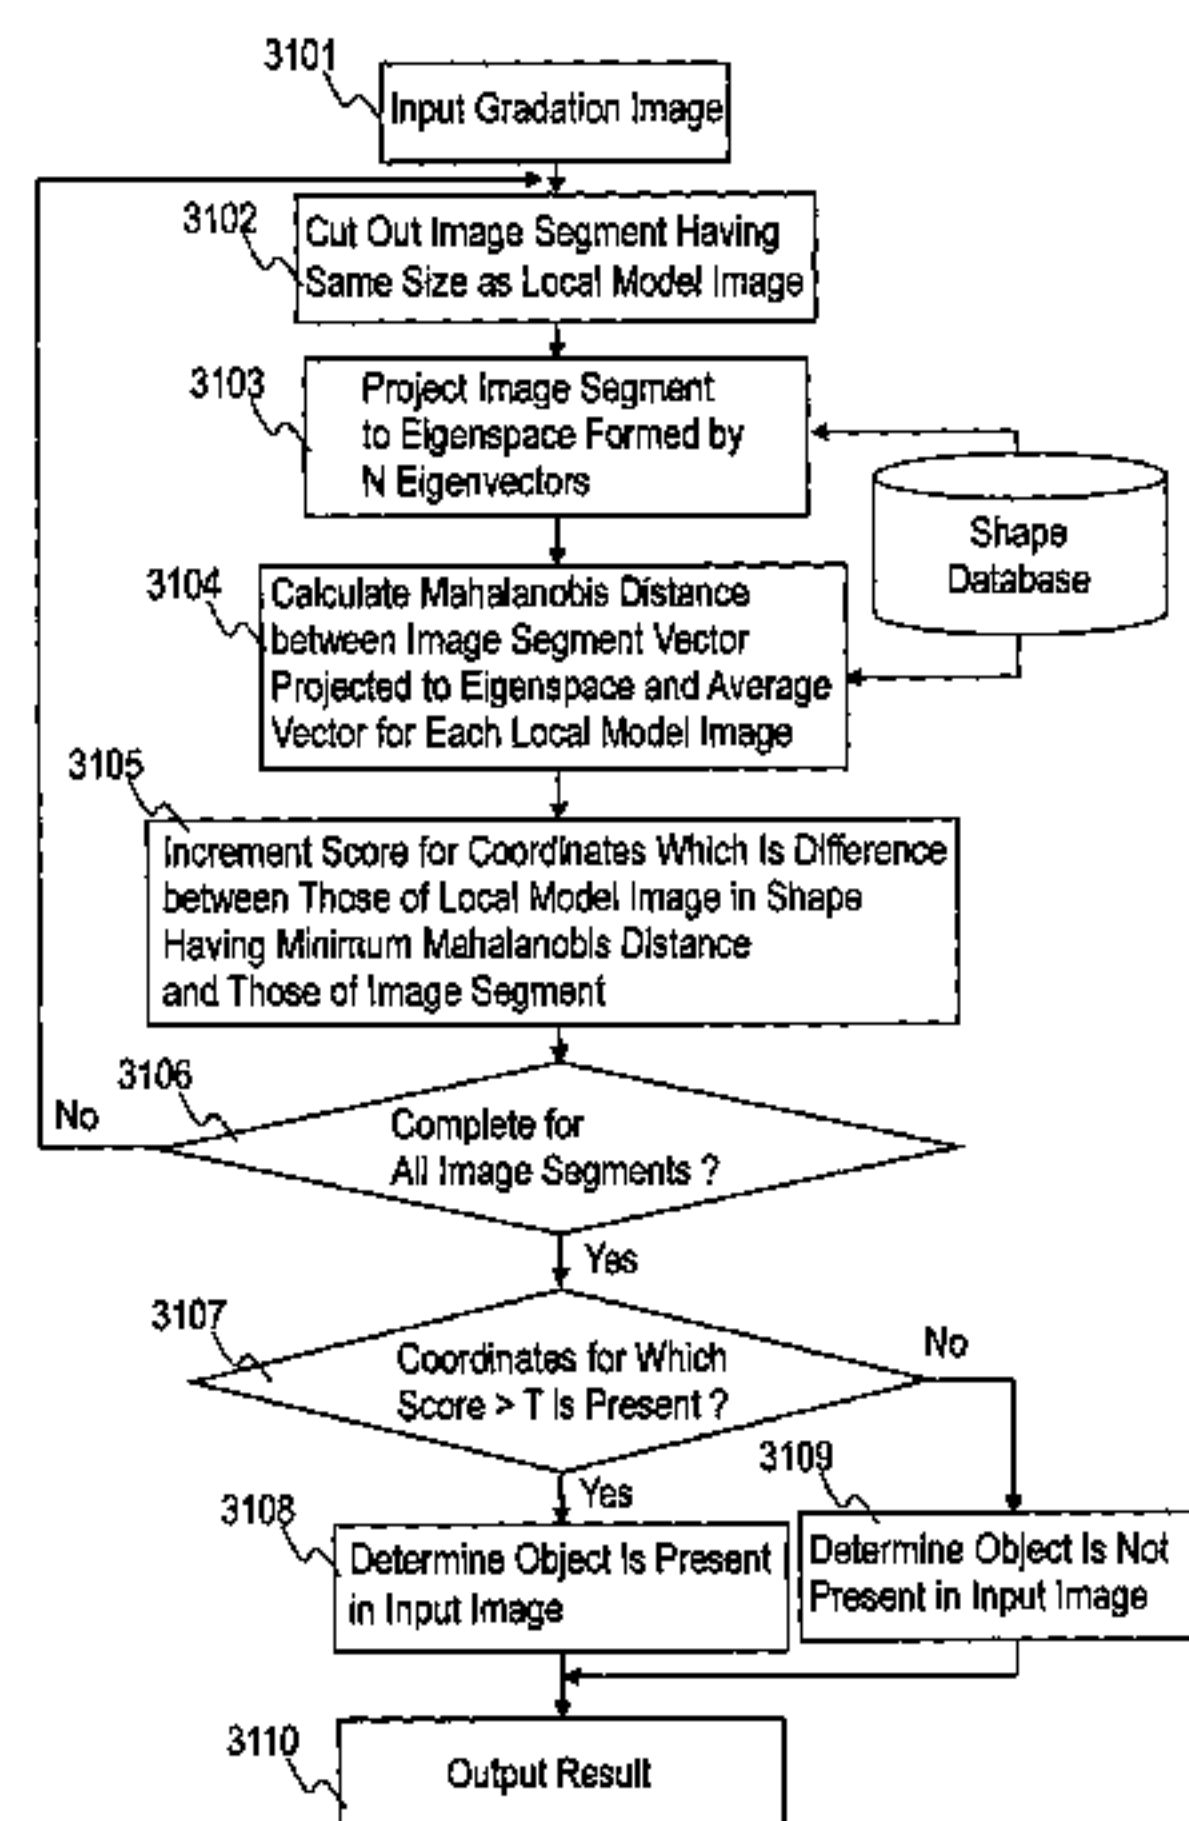 3101
Input Gradation Image
3102
Cut Out Image Segment Having
Same Size as Local Model Image
3103
Project Image Segment
to Eigenspace Formed by
N Eigenvectors
Shape
Database
3104
Calculate Mahalanobis Distance
between Image Segment Vector
Projected to Eigenspace and Average
Vector for Each Local Model Image
3105
Increment Score for Coordinates Which Is Difference
between Those of Local Model Image in Shape
Having Minimum Mahalanobis Distance
and Those of Image Segment
3106
No
Complete for
All Image Segments ?
Yes
3107
Coordinates for Which
Score > T Is Present ?
No
Yes
3108
Determine Object Is Present
in Input Image
3109
Determine Object Is Not
Present in Input Image
3110
Output Result